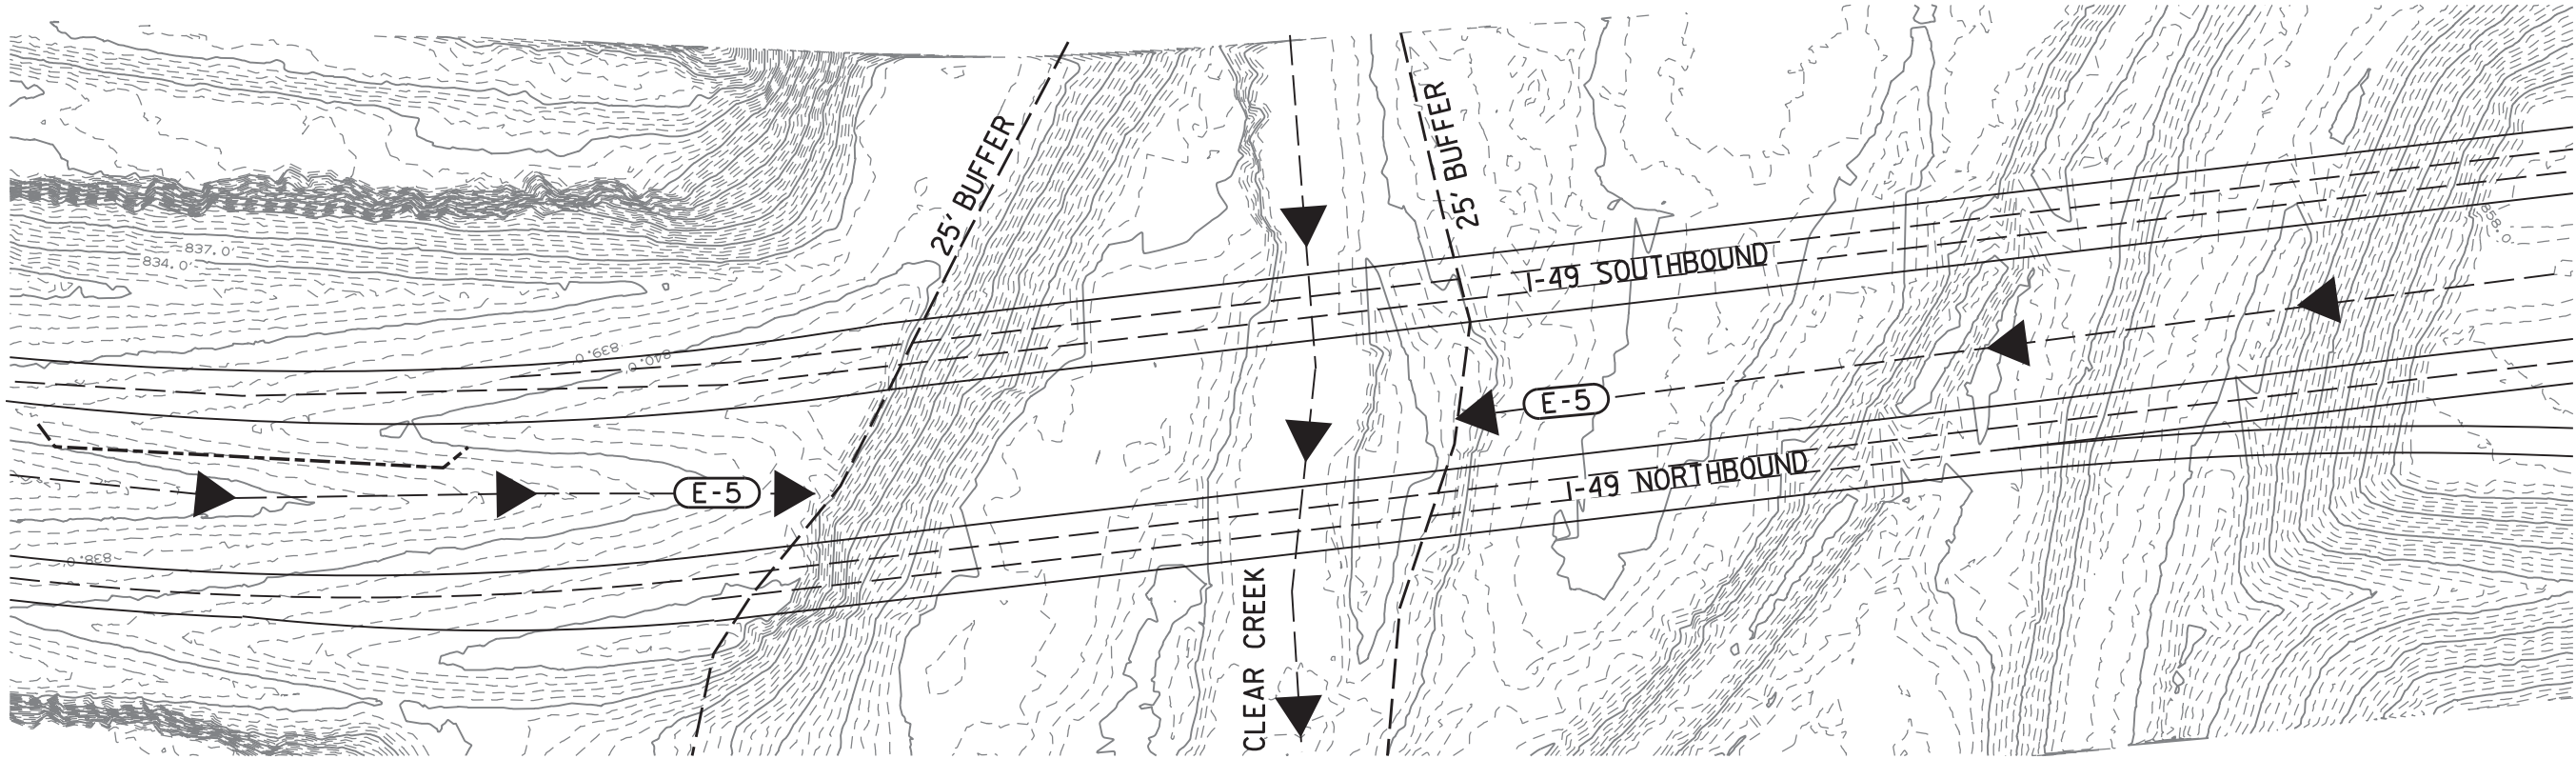 25' BUFFER
25' BUFFER
837.0'
834.0'
858.0
I-49 SOUTHBOUND
839.0'
840.0'
E-5
I-49 NORTHBOUND
E-5
838.0'
CLEAR CREEK